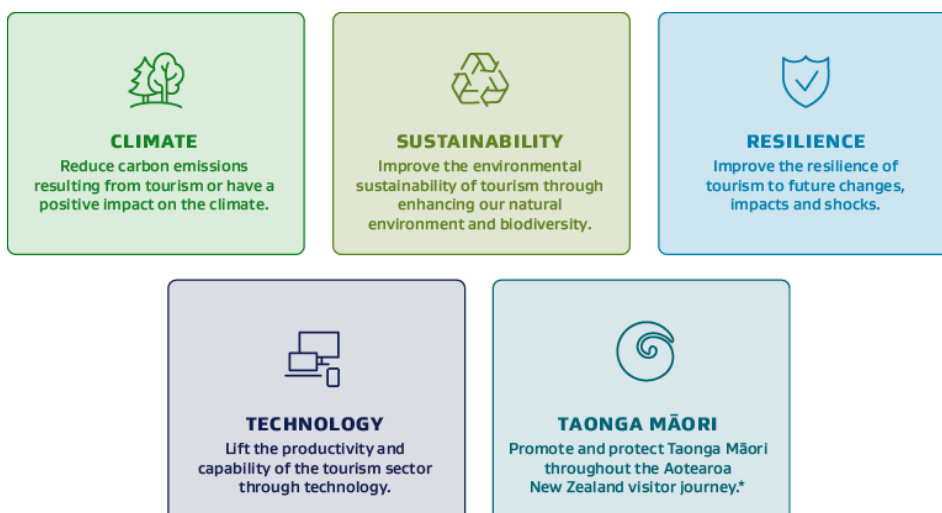 CLIMATE
Reduce carbon emissions
resulting from tourism or have a
positive impact on the climate.
SUSTAINABILITY
Improve the environmental
sustainability of tourism through
enhancing our natural
environment and biodiversity.
RESILIENCE
Improve the resilience of
tourism to future changes,
impacts and shocks.
TECHNOLOGY
Lift the productivity and
capability of the tourism sector
through technology.
TAONGA MĀORI
Promote and protect Taonga Māori
throughout the Aotearoa
New Zealand visitor journey.*